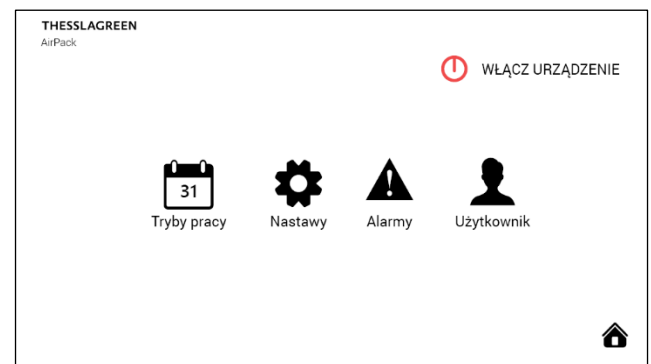 THESSLAGREEN
AirPack
WŁĄCZ URZĄDZENIE
31
Tryby pracy
Nastawy
Alarmy
Użytkownik